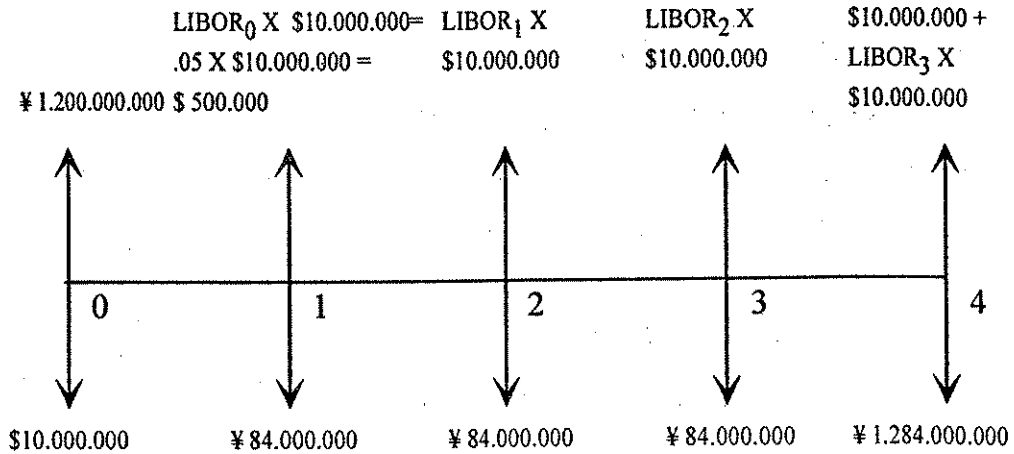 LIBOR0 X $10.000.000= LIBOR1 X LIBOR2 X $10.000.000 +
.05 X $10.000.000 = $10.000.000 $10.000.000 LIBOR3 X
¥ 1.200.000.000 $ 500.000 $10.000.000
0 1 2 3 4
$10.000.000 ¥ 84.000.000 ¥ 84.000.000 ¥ 84.000.000 ¥ 1.284.000.000